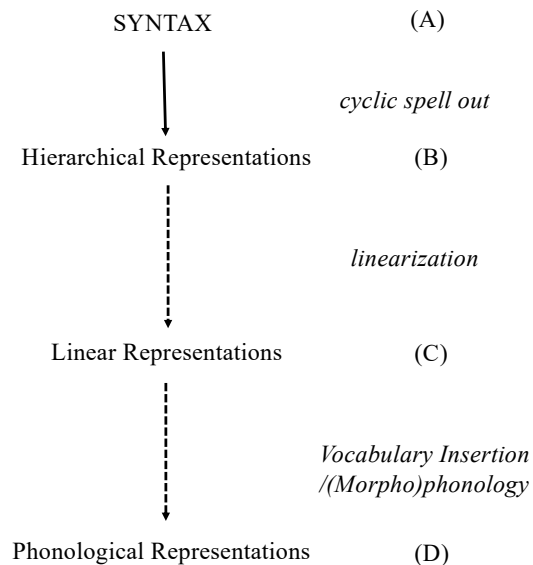 SYNTAX (A)
cyclic spell out
Hierarchical Representations (B)
linearization
Linear Representations (C)
Vocabulary Insertion
/(Morpho)phonology
Phonological Representations (D)